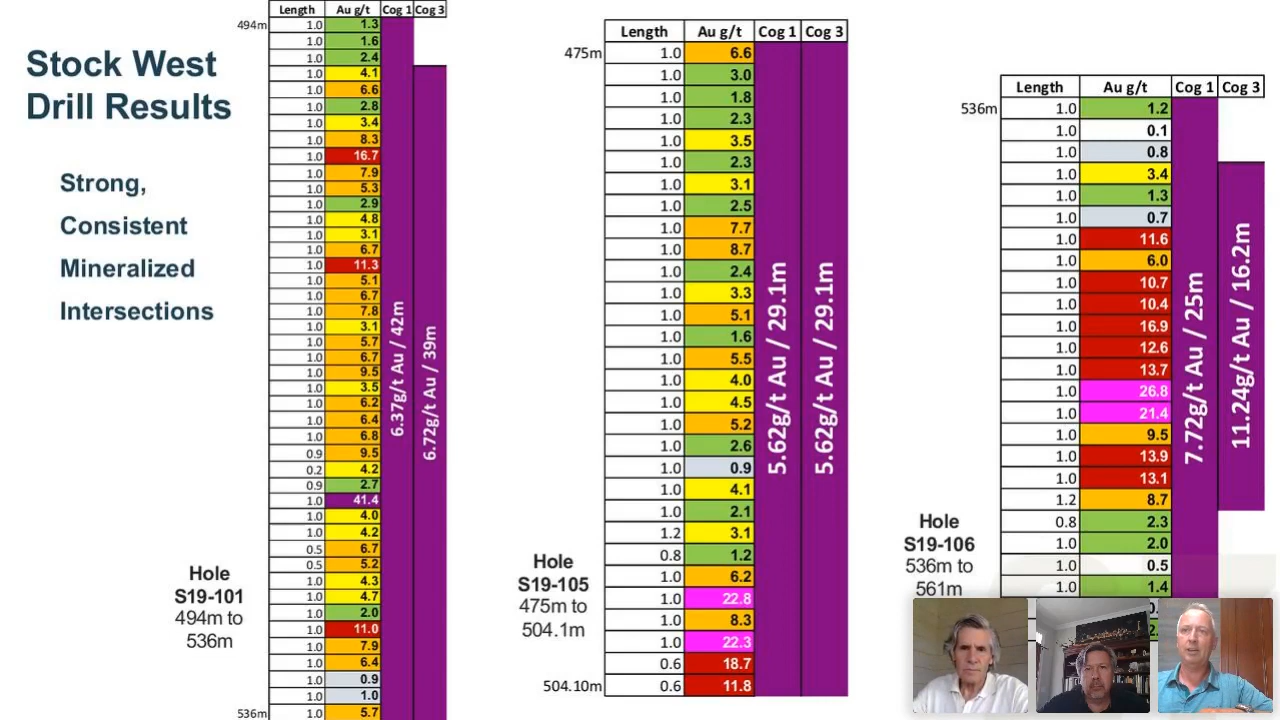 Stock West
Drill Results
Strong,
Consistent
Mineralized
Intersections
Length Au g/t Cog 1 Cog 3
494m 1.0 1.3
1.0 1.6
1.0 2.4
1.0 4.1
1.0 6.6
1.0 2.8
1.0 3.4
1.0 8.3
1.0 16.7
1.0 7.9
1.0 5.3
1.0 2.9
1.0 4.8
1.0 3.1
1.0 6.7
1.0 11.3
1.0 5.1
1.0 6.7
1.0 7.8
1.0 3.1
1.0 5.7
1.0 6.7
1.0 9.5
1.0 3.5
1.0 6.2
1.0 6.4
1.0 6.8
0.9 9.5
0.2 4.2
0.9 2.7
1.0 41.4
1.0 4.0
1.0 4.2
0.5 6.7
0.5 5.2
1.0 4.3
1.0 4.7
1.0 2.0
1.0 11.0
1.0 7.9
1.0 6.4
1.0 0.9
1.0 1.0
536m 1.0 5.7
6.37g/t Au / 42m
6.72g/t Au / 39m
Hole
S19-101
494m to
536m
Length Au g/t Cog 1 Cog 3
475m 1.0 6.6
1.0 3.0
1.0 1.8
1.0 2.3
1.0 3.5
1.0 2.3
1.0 3.1
1.0 2.5
1.0 7.7
1.0 8.7
1.0 2.4
1.0 3.3
1.0 5.1
1.0 1.6
1.0 5.5
1.0 4.0
1.0 4.5
1.0 5.2
1.0 2.6
1.0 0.9
1.0 4.1
1.0 2.1
1.2 3.1
0.8 1.2
1.0 6.2
1.0 22.8
1.0 8.3
1.0 22.3
0.6 18.7
504.10m 0.6 11.8
5.62g/t Au / 29.1m
5.62g/t Au / 29.1m
Hole
S19-105
475m to
504.1m
Length Au g/t Cog 1 Cog 3
536m 1.0 1.2
1.0 0.1
1.0 0.8
1.0 3.4
1.0 1.3
1.0 0.7
1.0 11.6
1.0 6.0
1.0 10.7
1.0 10.4
1.0 16.9
1.0 12.6
1.0 13.7
1.0 26.8
1.0 21.4
1.0 9.5
1.0 13.9
1.0 13.1
1.2 8.7
0.8 2.3
1.0 2.0
1.0 0.5
1.0 1.4
7.72g/t Au / 25m
11.24g/t Au / 16.2m
Hole
S19-106
536m to
561m